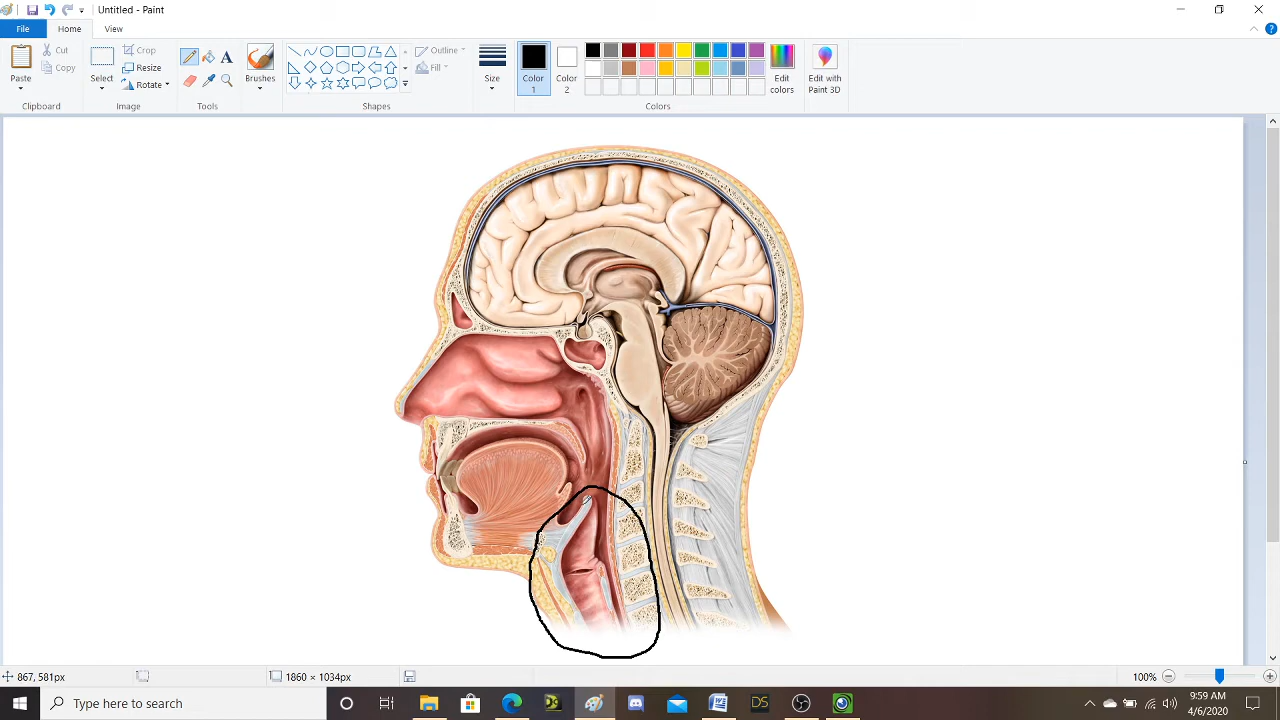 Untitled - Paint
File
Home
View
Paste
Cut
Copy
Clipboard
Select
Crop
Resize
Rotate
Image
A
Tools
Brushes
Shapes
Outline
Fill
Size
Color
1
Color
2
Colors
Edit
colors
Edit with
Paint 3D
867, 581px
1860 × 1034px
100%
Type here to search
DS
9:59 AM
4/6/2020